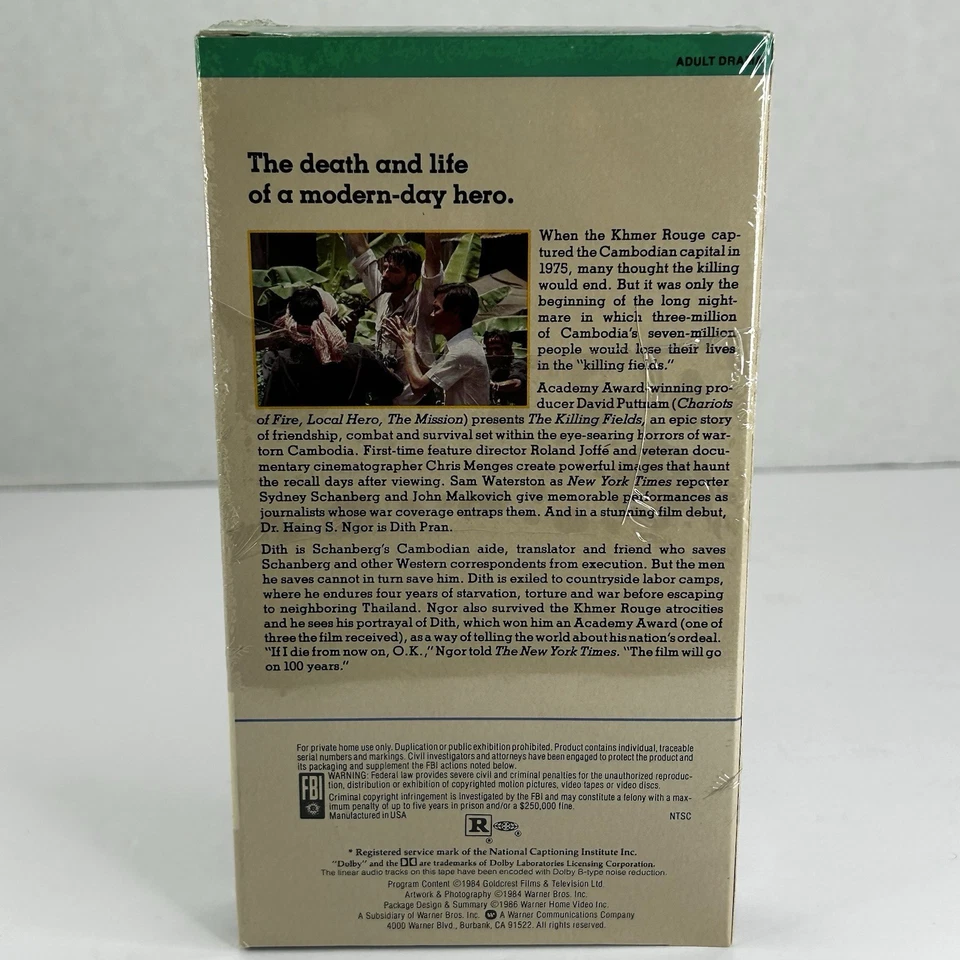 ADULT DRAMA
The death and life
of a modern-day hero.
When the Khmer Rouge cap-
tured the Cambodian capital in
1975, many thought the killing
would end. But it was only the
beginning of the long night-
mare in which three-million
of Cambodia's seven-million
people would lose their lives
in the "killing fields."
Academy Award-winning pro-
ducer David Puttnam (Chariots
of Fire, Local Hero, The Mission) presents The Killing Fields, an epic story
of friendship, combat and survival set within the eye-searing horrors of war-
torn Cambodia. First-time feature director Roland Joffé and veteran docu-
mentary cinematographer Chris Menges create powerful images that haunt
the recall days after viewing. Sam Waterston as New York Times reporter
Sydney Schanberg and John Malkovich give memorable performances as
journalists whose war coverage entraps them. And in a stunning film debut,
Dr. Haing S. Ngor is Dith Pran.
Dith is Schanberg's Cambodian aide, translator and friend who saves
Schanberg and other Western correspondents from execution. But the men
he saves cannot in turn save him. Dith is exiled to countryside labor camps,
where he endures four years of starvation, torture and war before escaping
to neighboring Thailand. Ngor also survived the Khmer Rouge atrocities
and he sees his portrayal of Dith, which won him an Academy Award (one of
three the film received), as a way of telling the world about his nation's ordeal.
"If I die from now on, O.K.," Ngor told The New York Times. "The film will go
on 100 years."
For private home use only. Duplication or public exhibition prohibited. Product contains individual, traceable
serial numbers and markings. Civil investigators and attorneys have been engaged to protect the product and
its packaging and supplement the FBI actions noted below.
FBI
WARNING: Federal law provides severe civil and criminal penalties for the unauthorized reproduc-
tion, distribution or exhibition of copyrighted motion pictures, video tapes or video discs.
Criminal copyright infringement is investigated by the FBI and may constitute a felony with a max-
imum penalty of up to five years in prison and/or a $250,000 fine.
Manufactured in USA NTSC
R ® ®
* Registered service mark of the National Captioning Institute Inc.
"Dolby" and the DD are trademarks of Dolby Laboratories Licensing Corporation.
The linear audio tracks on this tape have been encoded with Dolby B-type noise reduction.
Program Content ©1984 Goldcrest Films & Television Ltd.
Artwork & Photography ©1984 Warner Bros. Inc.
Package Design & Summary ©1986 Warner Home Video Inc.
A Subsidiary of Warner Bros. Inc. A Warner Communications Company
4000 Warner Blvd., Burbank, CA 91522. All rights reserved.